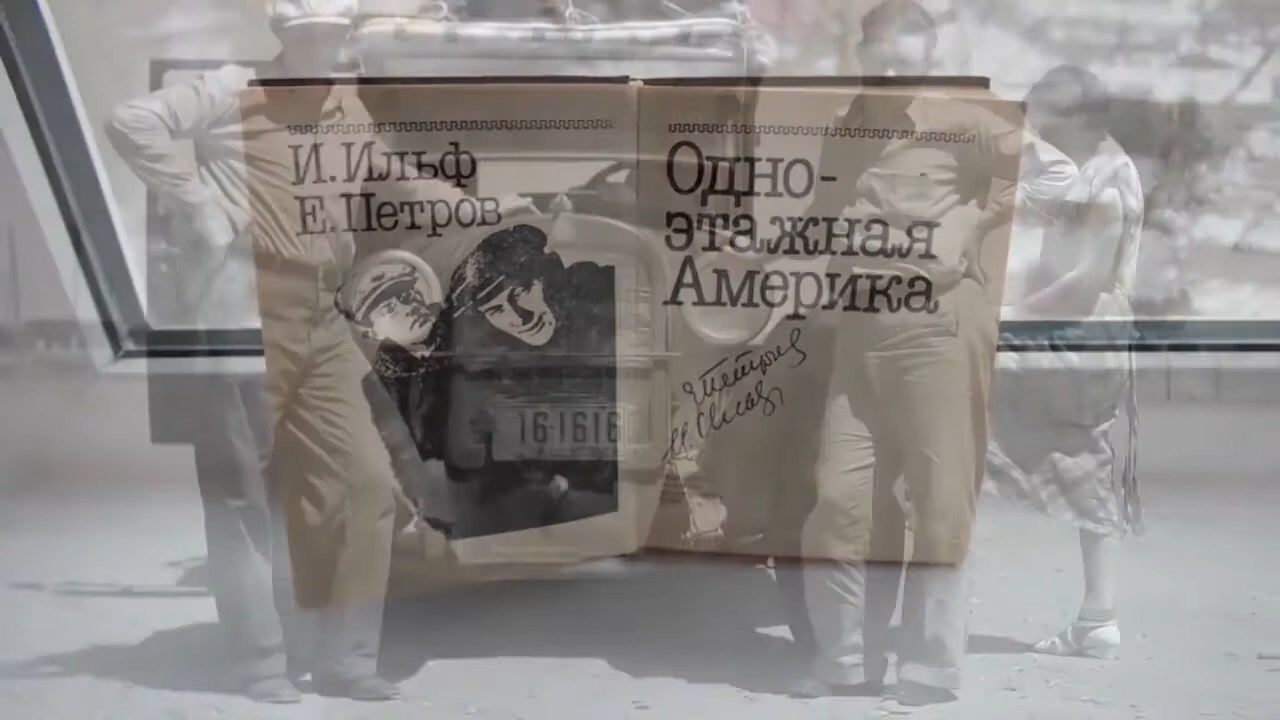 И. Ильф
Е. Петров
Одно-
этажная
Америка
16·1616